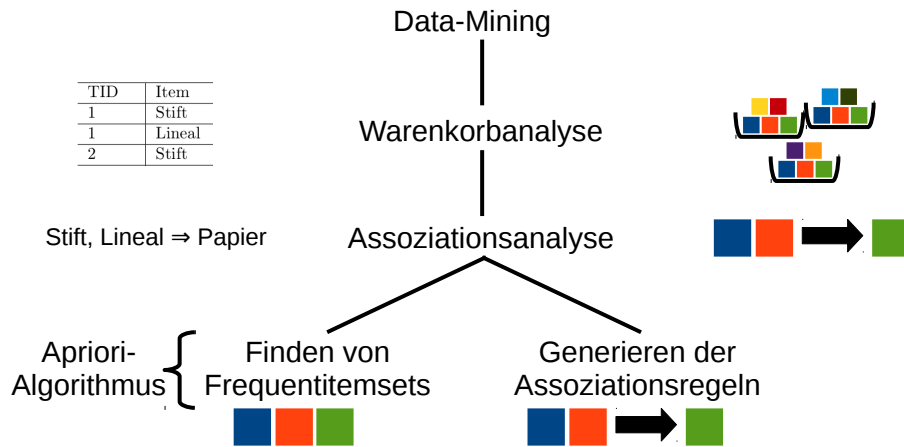 Data-Mining
TID Item
1 Stift
1 Lineal
2 Stift
Warenkorbanalyse
Stift, Lineal ⇒ Papier
Assoziationsanalyse
Apriori-
Algorithmus
Finden von
Frequentitemsets
Generieren der
Assoziationsregeln